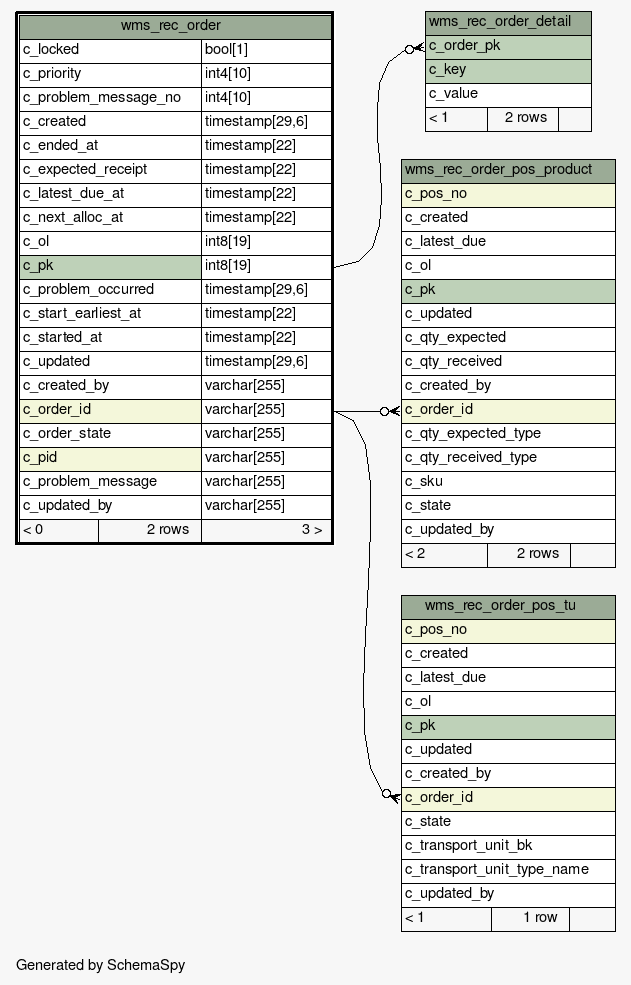 wms_rec_order
c_locked bool[1]
c_priority int4[10]
c_problem_message_no int4[10]
c_created timestamp[29,6]
c_ended_at timestamp[22]
c_expected_receipt timestamp[22]
c_latest_due_at timestamp[22]
c_next_alloc_at timestamp[22]
c_ol int8[19]
c_pk int8[19]
c_problem_occurred timestamp[29,6]
c_start_earliest_at timestamp[22]
c_started_at timestamp[22]
c_updated timestamp[29,6]
c_created_by varchar[255]
c_order_id varchar[255]
c_order_state varchar[255]
c_pid varchar[255]
c_problem_message varchar[255]
c_updated_by varchar[255]
< 0 2 rows 3 >
wms_rec_order_detail
c_order_pk
c_key
c_value
< 1 2 rows
wms_rec_order_pos_product
c_pos_no
c_created
c_latest_due
c_ol
c_pk
c_updated
c_qty_expected
c_qty_received
c_created_by
c_order_id
c_qty_expected_type
c_qty_received_type
c_sku
c_state
c_updated_by
< 2 2 rows
wms_rec_order_pos_tu
c_pos_no
c_created
c_latest_due
c_ol
c_pk
c_updated
c_created_by
c_order_id
c_state
c_transport_unit_bk
c_transport_unit_type_name
c_updated_by
< 1 1 row
Generated by SchemaSpy